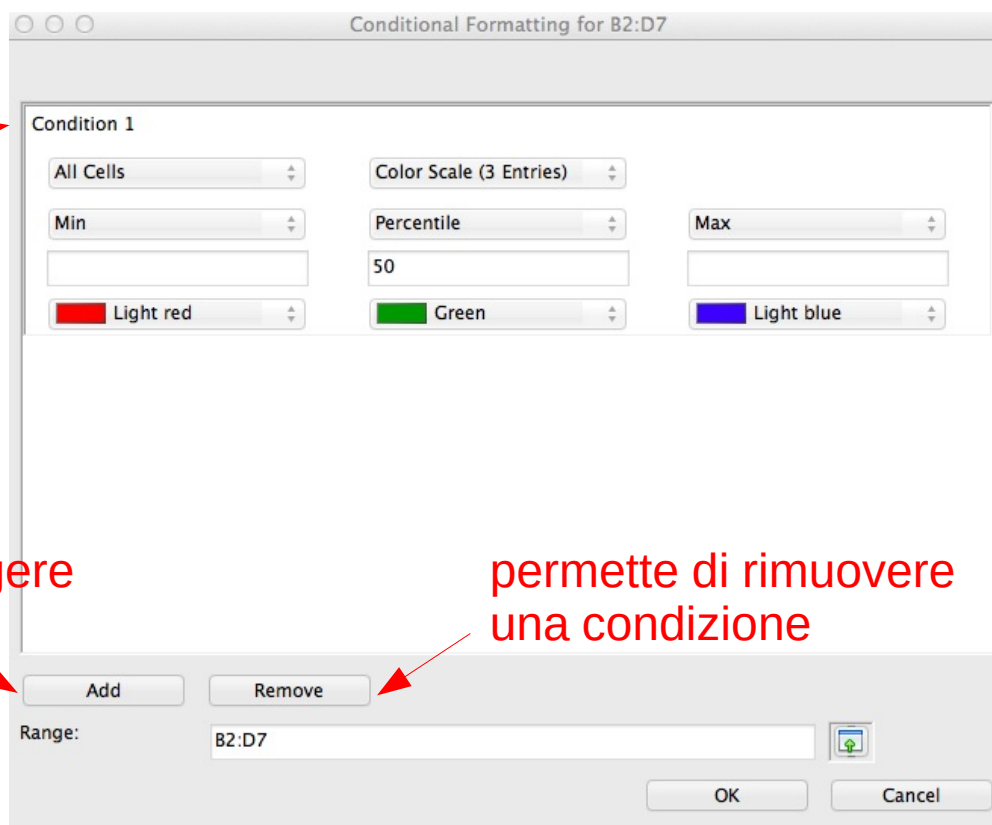 Conditional Formatting for B2:D7
Condition 1
All Cells Color Scale (3 Entries)
Min Percentile Max
50
Light red Green Light blue
gere
permette di rimuovere
una condizione
Add Remove
Range: B2:D7
OK Cancel